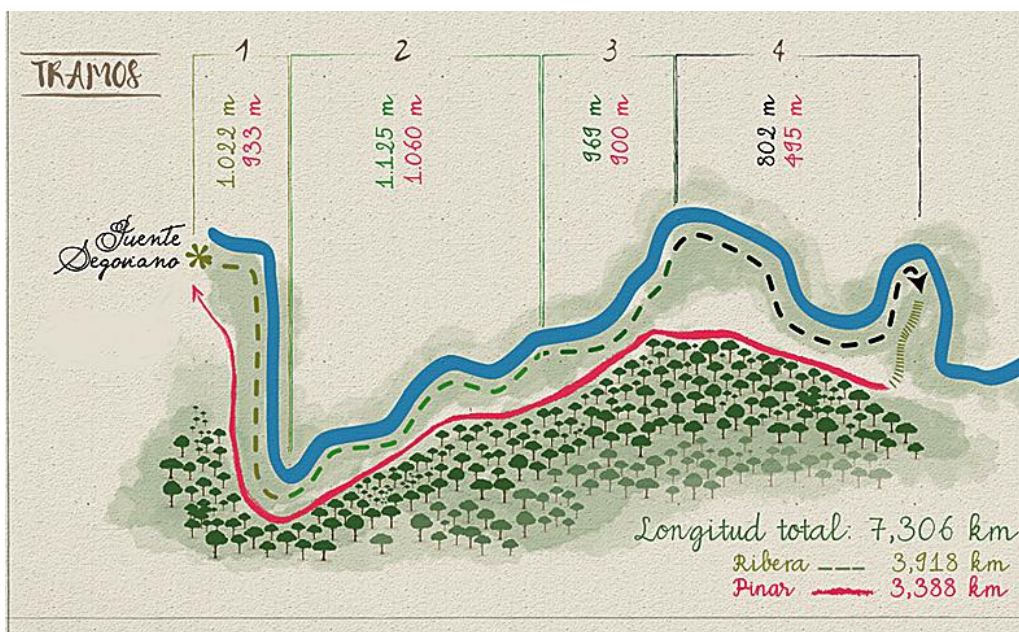 TRAMOS
1
2
3
4
1.022 m
933 m
1.125 m
1.060 m
969 m
900 m
802 m
495 m
Puente
Segoviano
Longitud total: 7,306 km
Ribera --- 3,918 km
Pinar 3,388 km